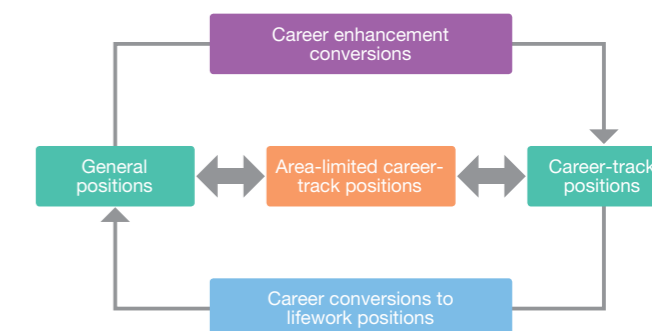 Career enhancement
conversions
General
positions
Area-limited career-
track positions
Career-track
positions
Career conversions to
lifework positions